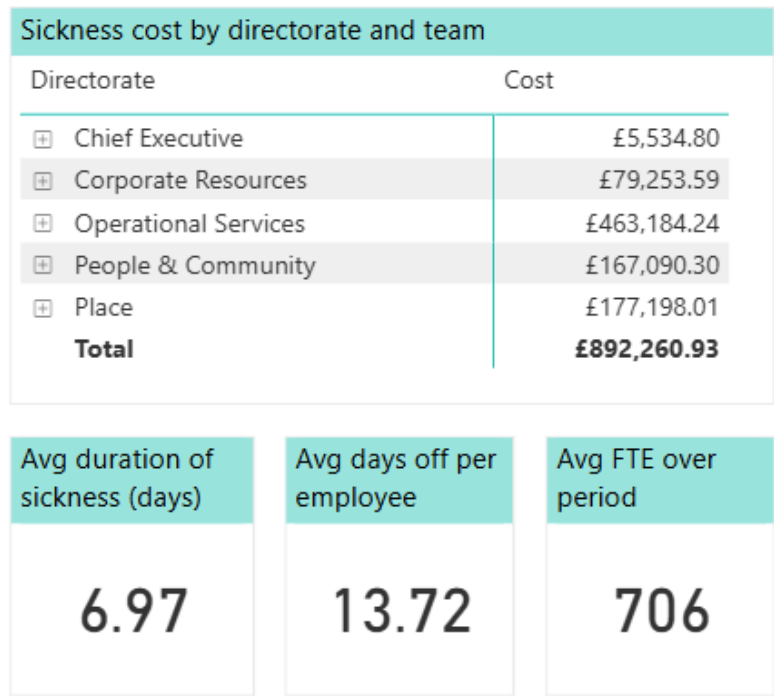 Sickness cost by directorate and team
Directorate Cost
Chief Executive £5,534.80
Corporate Resources £79,253.59
Operational Services £463,184.24
People & Community £167,090.30
Place £177,198.01
Total £892,260.93
Avg duration of
sickness (days)
6.97
Avg days off per
employee
13.72
Avg FTE over
period
706